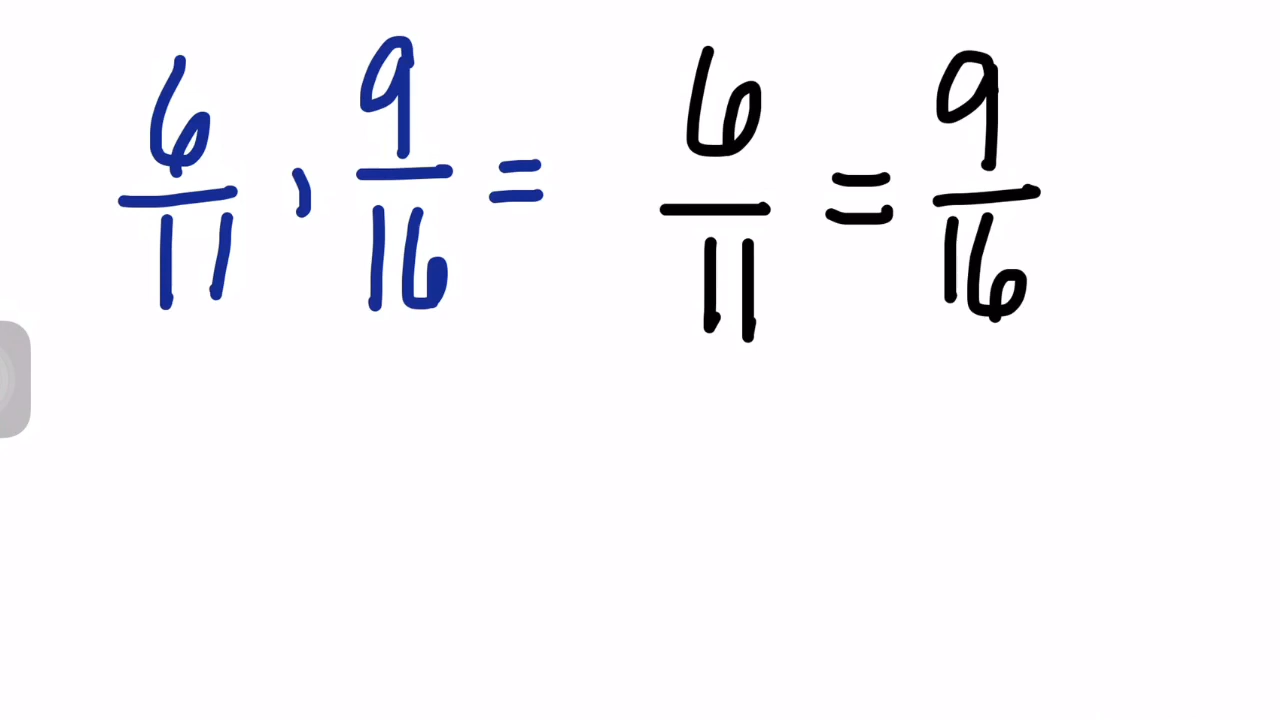 6/11 , 9/16 = 6/11 = 9/16